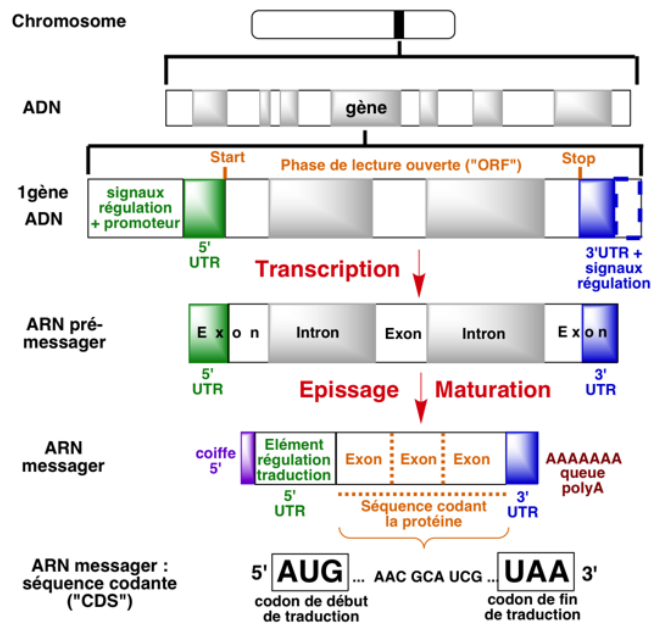 Chromosome
ADN
gène
Start
Phase de lecture ouverte ("ORF")
Stop
1gène
ADN
signaux
régulation
+ promoteur
5'
UTR
3'UTR +
signaux
régulation
Transcription
ARN pré-
messager
Exon
Intron
Exon
Intron
Exon
5'
UTR
3'
UTR
Epissage
Maturation
ARN
messager
coiffe
5'
Elément
régulation
traduction
Exon
Exon
Exon
AAAAAAA
queue
polyA
5'
UTR
Séquence codant
la protéine
3'
UTR
ARN messager :
séquence codante
("CDS")
5' AUG ... AAC GCA UCG ... UAA 3'
codon de début
de traduction
codon de fin
de traduction